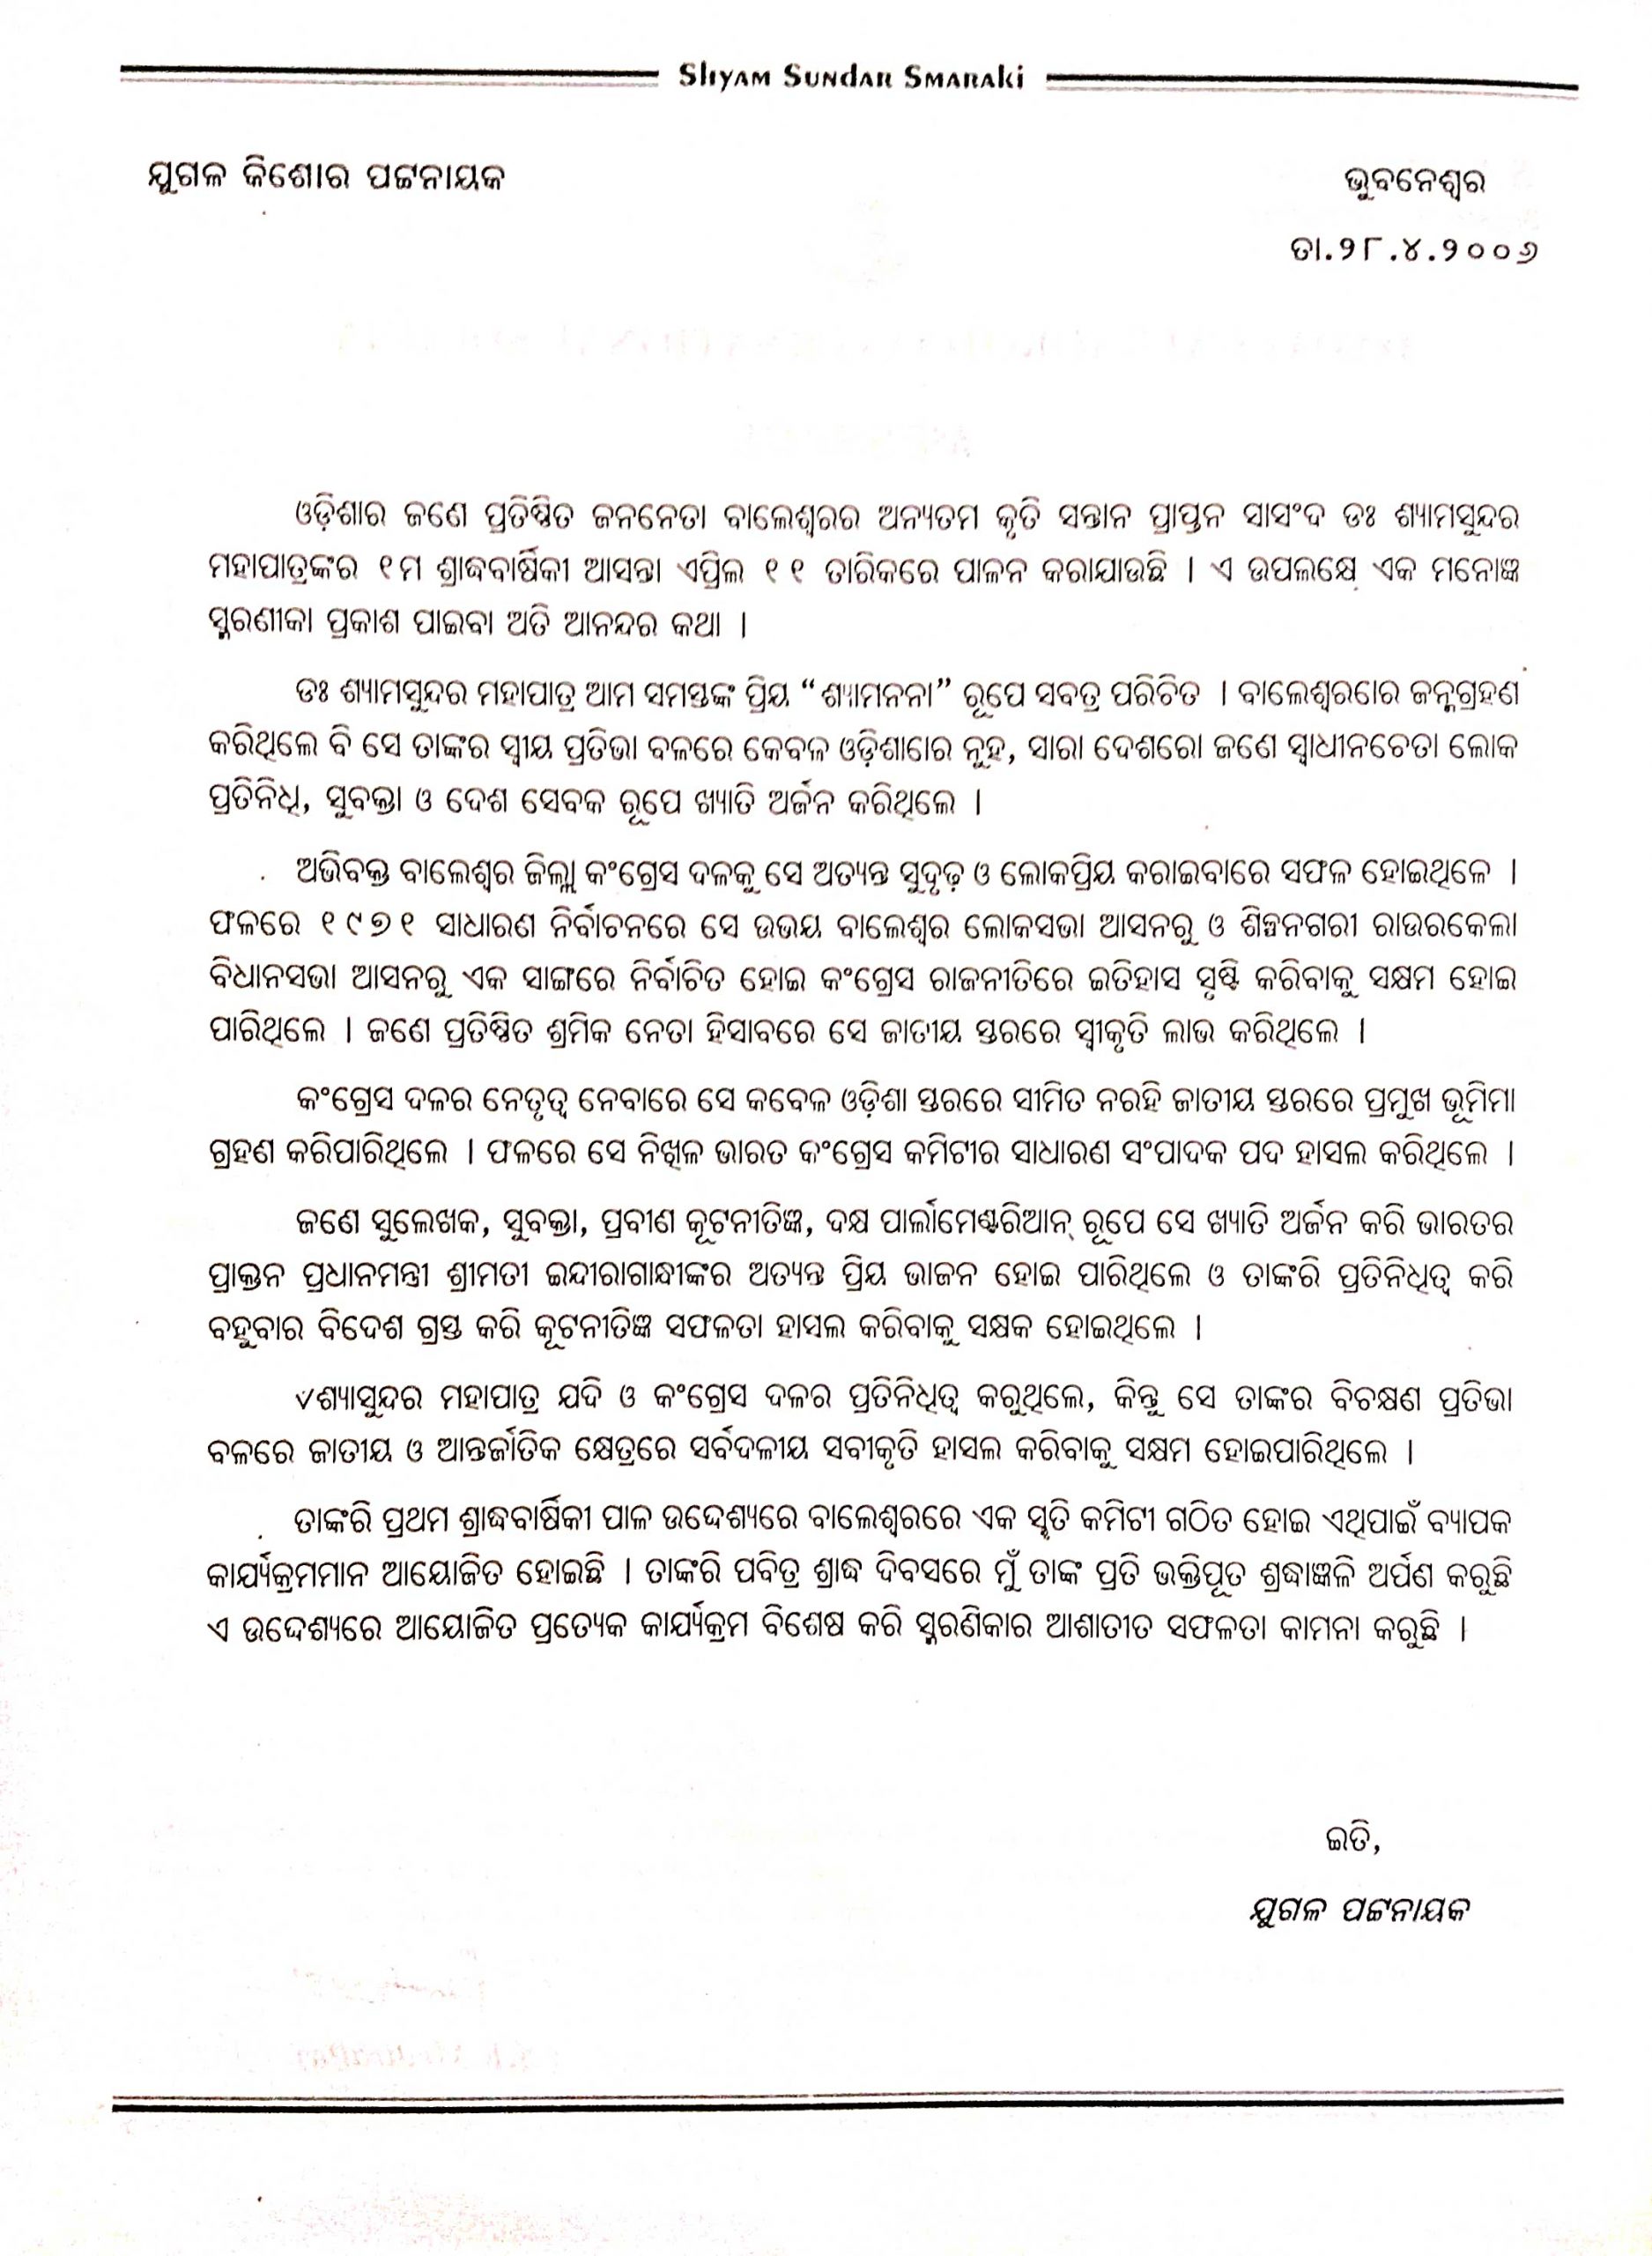 Shyam Sundar Smaraki
ଯୁଗଳ କିଶୋର ପଟ୍ଟନାୟକ
ଭୁବନେଶ୍ୱର
ତା.୨୮.୪.୨୦୦୬
ଓଡ଼ିଶାର ଜଣେ ପ୍ରତିଷ୍ଠିତ ଜନନେତା ବାଲେଶ୍ୱରର ଅନ୍ୟତମ କୃତି ସନ୍ତାନ ପ୍ରାପ୍ତନ ସାସଂଦ ଡଃ ଶ୍ୟାମସୁନ୍ଦର
ମହାପାତ୍ରଙ୍କର ୧ମ ଶ୍ରାଦ୍ଧବାର୍ଷିକୀ ଆସନ୍ତା ଏପ୍ରିଲ ୧୧ ତାରିକରେ ପାଳନ କରାଯାଉଛି । ଏ ଉପଲକ୍ଷେ ଏକ ମନୋଜ୍ଞ
ସ୍ମରଣୀକା ପ୍ରକାଶ ପାଇବା ଅତି ଆନନ୍ଦର କଥା ।
ଡଃ ଶ୍ୟାମସୁନ୍ଦର ମହାପାତ୍ର ଆମ ସମସ୍ତଙ୍କ ପ୍ରିୟ “ଶ୍ୟାମନନା” ରୂପେ ସବତ୍ର ପରିଚିତ । ବାଲେଶ୍ୱରରେ ଜନ୍ମଗ୍ରହଣ
କରିଥିଲେ ବି ସେ ତାଙ୍କର ସ୍ୱୀୟ ପ୍ରତିଭା ବଳରେ କେବଳ ଓଡ଼ିଶାରେ ନୁହ, ସାରା ଦେଶରୋ ଜଣେ ସ୍ୱାଧୀନଚେତା ଲୋକ
ପ୍ରତିନିଧି, ସୁବକ୍ତା ଓ ଦେଶ ସେବକ ରୂପେ ଖ୍ୟାତି ଅର୍ଜନ କରିଥିଲେ ।
ଅଭିବକ୍ତ ବାଲେଶ୍ୱର ଜିଲ୍ଲା କଂଗ୍ରେସ ଦଳକୁ ସେ ଅତ୍ୟନ୍ତ ସୁଦୃଢ଼ ଓ ଲୋକପ୍ରିୟ କରାଇବାରେ ସଫଳ ହୋଇଥିଳେ ।
ଫଳରେ ୧୯୭୧ ସାଧାରଣ ନିର୍ବାଚନରେ ସେ ଉଭୟ ବାଲେଶ୍ୱର ଲୋକସଭା ଆସନରୁ ଓ ଶିଳ୍ପନଗରୀ ରାଉରକେଲା
ବିଧାନସଭା ଆସନରୁ ଏକ ସାଙ୍ଗରେ ନିର୍ବାଚିତ ହୋଇ କଂଗ୍ରେସ ରାଜନୀତିରେ ଇତିହାସ ସୃଷ୍ଟି କରିବାକୁ ସକ୍ଷମ ହୋଇ
ପାରିଥିଲେ । ଜଣେ ପ୍ରତିଷ୍ଠିତ ଶ୍ରମିକ ନେତା ହିସାବରେ ସେ ଜାତୀୟ ସ୍ତରରେ ସ୍ୱୀକୃତି ଲାଭ କରିଥିଲେ ।
କଂଗ୍ରେସ ଦଳର ନେତୃତ୍ୱ ନେବାରେ ସେ କବେଳ ଓଡ଼ିଶା ସ୍ତରରେ ସୀମିତ ନରହି ଜାତୀୟ ସ୍ତରରେ ପ୍ରମୁଖ ଭୂମିମା
ଗ୍ରହଣ କରିପାରିଥିଲେ । ଫଳରେ ସେ ନିଖିଳ ଭାରତ କଂଗ୍ରେସ କମିଟୀର ସାଧାରଣ ସଂପାଦକ ପଦ ହାସଲ କରିଥିଲେ ।
ଜଣେ ସୁଲେଖକ, ସୁବକ୍ତା, ପ୍ରବୀଣ କୂଟନୀତିଜ୍ଞ, ଦକ୍ଷ ପାର୍ଲାମେଣ୍ଟରିଆନ୍ ରୂପେ ସେ ଖ୍ୟାତି ଅର୍ଜନ କରି ଭାରତର
ପ୍ରାକ୍ତନ ପ୍ରଧାନମନ୍ତ୍ରୀ ଶ୍ରୀମତୀ ଇନ୍ଦୀରାଗାନ୍ଧୀଙ୍କର ଅତ୍ୟନ୍ତ ପ୍ରିୟ ଭାଜନ ହୋଇ ପାରିଥିଲେ ଓ ତାଙ୍କରି ପ୍ରତିନିଧିତ୍ୱ କରି
ବହୁବାର ବିଦେଶ ଗ୍ରସ୍ତ କରି କୂଟନୀତିଜ୍ଞ ସଫଳତା ହାସଲ କରିବାକୁ ସକ୍ଷକ ହୋଇଥିଲେ ।
୰ଶ୍ୟାସୁନ୍ଦର ମହାପାତ୍ର ଯଦି ଓ କଂଗ୍ରେସ ଦଳର ପ୍ରତିନିଧିତ୍ୱ କରୁଥିଲେ, କିନ୍ତୁ ସେ ତାଙ୍କର ବିଚକ୍ଷଣ ପ୍ରତିଭା
ବଳରେ ଜାତୀୟ ଓ ଆନ୍ତର୍ଜାତିକ କ୍ଷେତ୍ରରେ ସର୍ବଦଳୀୟ ସବୀକୃତି ହାସଲ କରିବାକୁ ସକ୍ଷମ ହୋଇପାରିଥିଲେ ।
ତାଙ୍କରି ପ୍ରଥମ ଶ୍ରାଦ୍ଧବାର୍ଷିକୀ ପାଳ ଉଦ୍ଦେଶ୍ୟରେ ବାଲେଶ୍ୱରରେ ଏକ ସ୍ମୃତି କମିଟୀ ଗଠିତ ହୋଇ ଏଥିପାଇଁ ବ୍ୟାପକ
କାର୍ଯ୍ୟକ୍ରମମାନ ଆୟୋଜିତ ହୋଇଛି । ତାଙ୍କରି ପବିତ୍ର ଶ୍ରାଦ୍ଧ ଦିବସରେ ମୁଁ ତାଙ୍କ ପ୍ରତି ଭକ୍ତିପୂତ ଶ୍ରଦ୍ଧାଞ୍ଜଳି ଅର୍ପଣ କରୁଛି
ଏ ଉଦ୍ଦେଶ୍ୟରେ ଆୟୋଜିତ ପ୍ରତ୍ୟେକ କାର୍ଯ୍ୟକ୍ରମ ବିଶେଷ କରି ସ୍ମରଣିକାର ଆଶାତୀତ ସଫଳତା କାମନା କରୁଛି ।
ଇତି,
ଯୁଗଳ ପଟ୍ଟନାୟକ